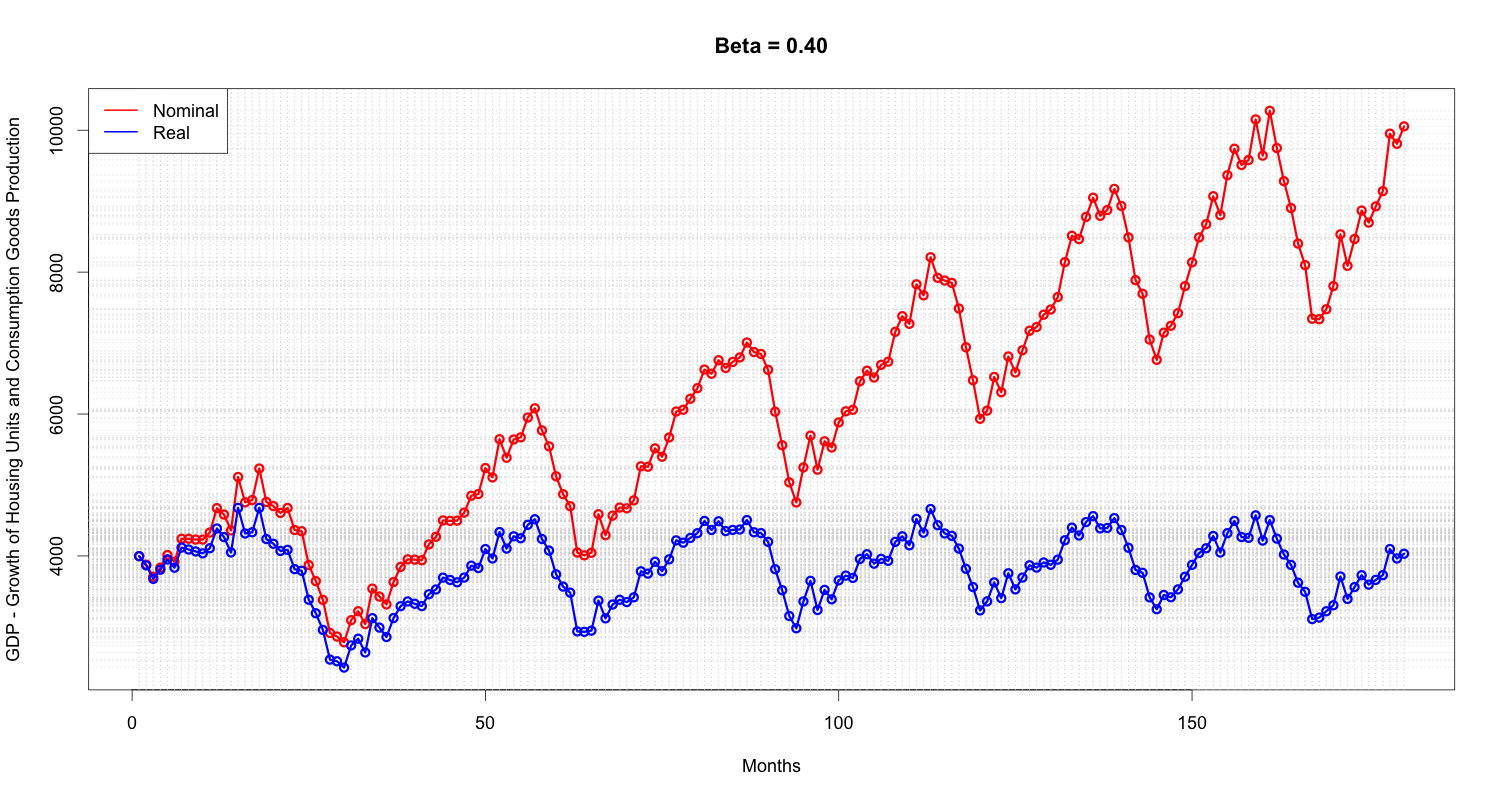 Beta = 0.40
Nominal
Real
GDP - Growth of Housing Units and Consumption Goods Production
10000
8000
6000
4000
0 50 100 150
Months